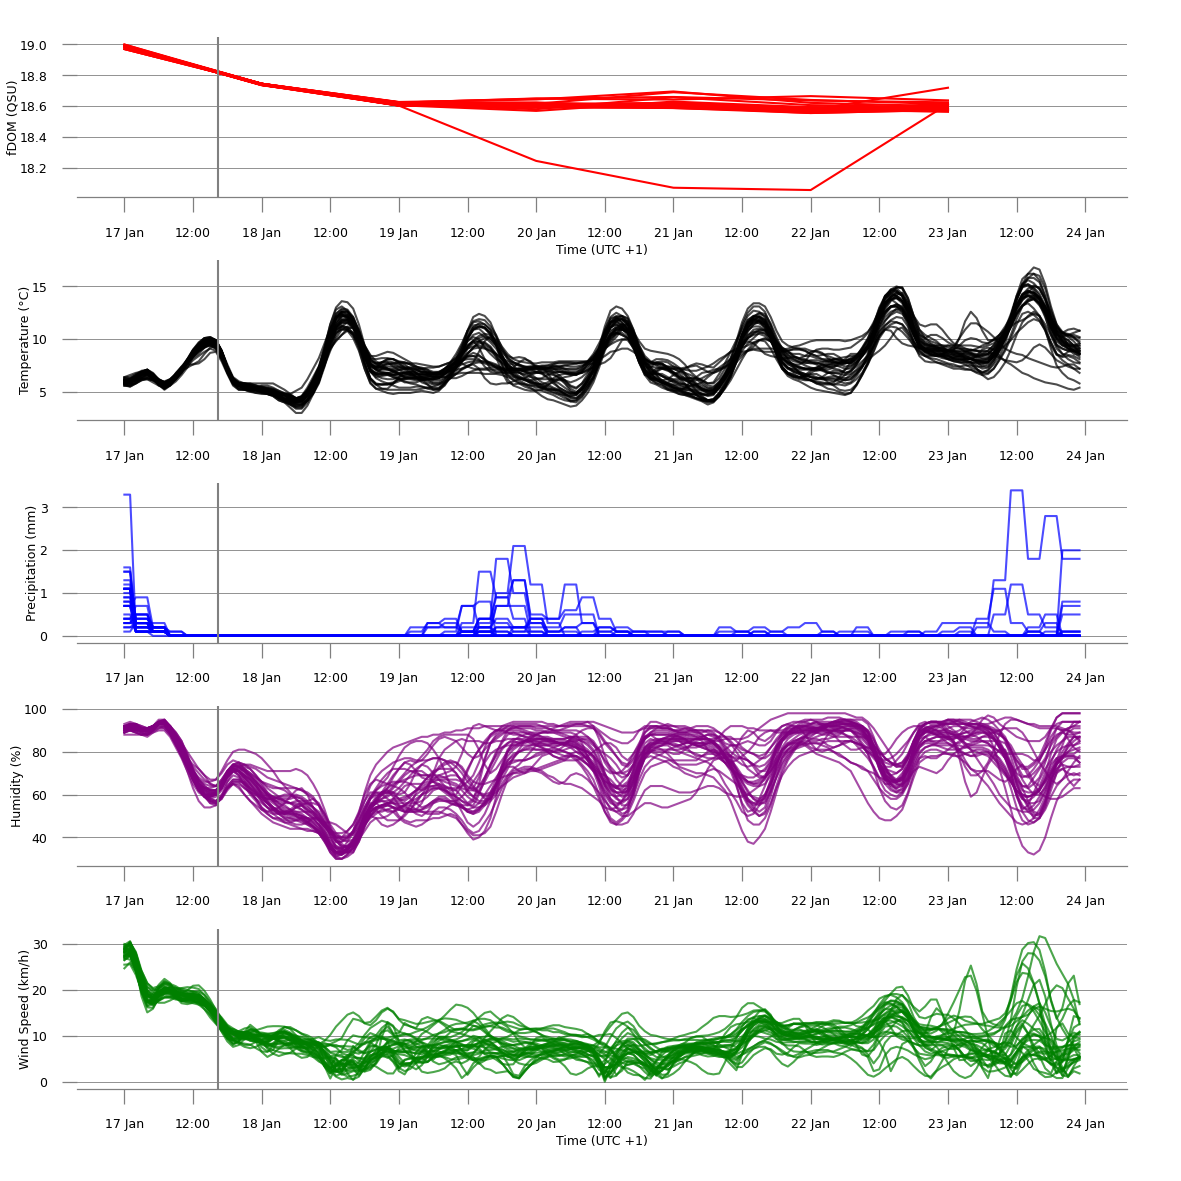 19.0
18.8
18.6
18.4
18.2
fDOM (QSU)
17 Jan 12:00 18 Jan 12:00 19 Jan 12:00 20 Jan 12:00 21 Jan 12:00 22 Jan 12:00 23 Jan 12:00 24 Jan
Time (UTC +1)
15
10
5
Temperature (°C)
17 Jan 12:00 18 Jan 12:00 19 Jan 12:00 20 Jan 12:00 21 Jan 12:00 22 Jan 12:00 23 Jan 12:00 24 Jan
3
2
1
0
Precipitation (mm)
17 Jan 12:00 18 Jan 12:00 19 Jan 12:00 20 Jan 12:00 21 Jan 12:00 22 Jan 12:00 23 Jan 12:00 24 Jan
100
80
60
40
Humidity (%)
17 Jan 12:00 18 Jan 12:00 19 Jan 12:00 20 Jan 12:00 21 Jan 12:00 22 Jan 12:00 23 Jan 12:00 24 Jan
30
20
10
0
Wind Speed (km/h)
17 Jan 12:00 18 Jan 12:00 19 Jan 12:00 20 Jan 12:00 21 Jan 12:00 22 Jan 12:00 23 Jan 12:00 24 Jan
Time (UTC +1)